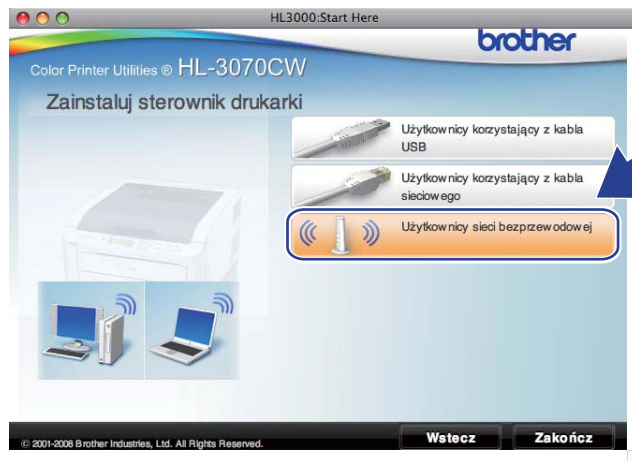 HL3000:Start Here
brother
Color Printer Utilities ® HL-3070CW
Zainstaluj sterownik drukarki
Użytkownicy korzystający z kabla
USB
Użytkownicy korzystający z kabla
sieciowego
Użytkownicy sieci bezprzewodowej
© 2001-2008 Brother Industries, Ltd. All Rights Reserved.
Wstecz
Zakończ